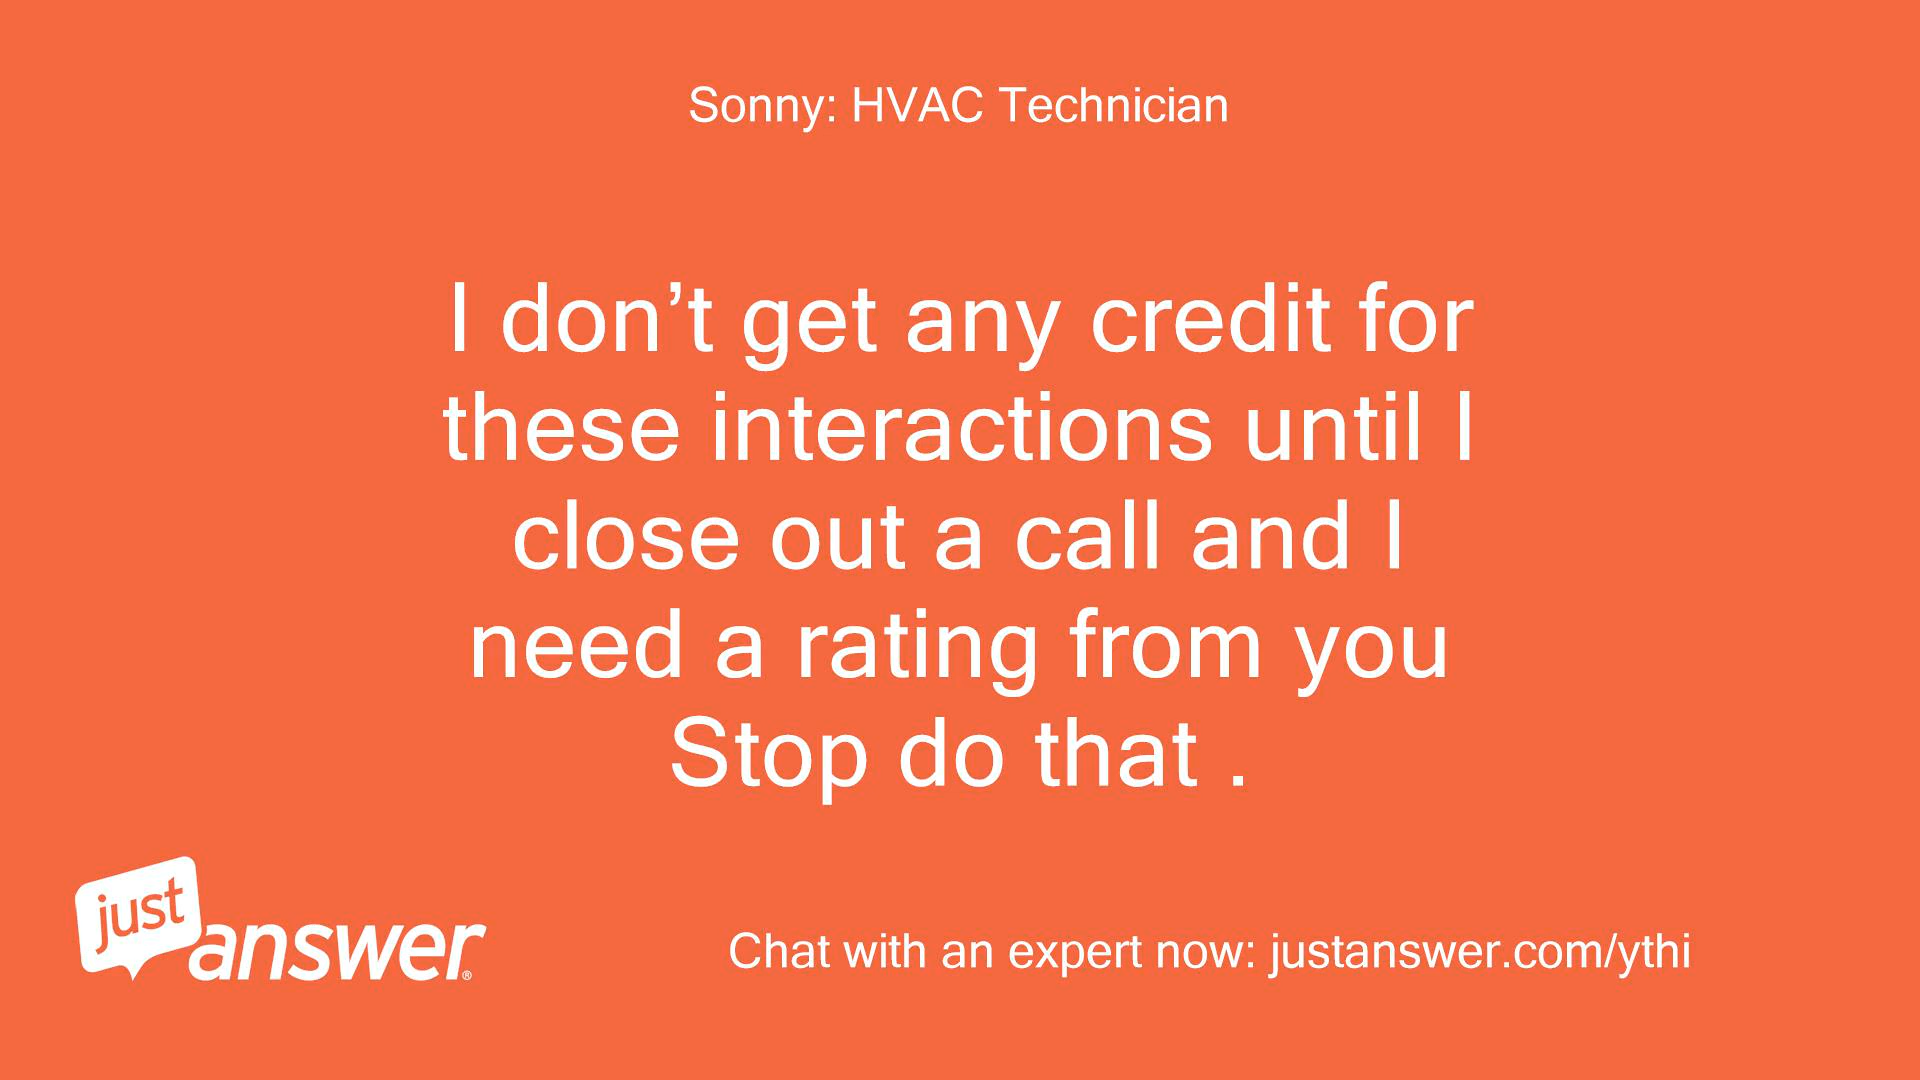 Sonny: HVAC Technician
I don’t get any credit for
these interactions until I
close out a call and I
need a rating from you
Stop do that .
just
answer®
Chat with an expert now: justanswer.com/ythi